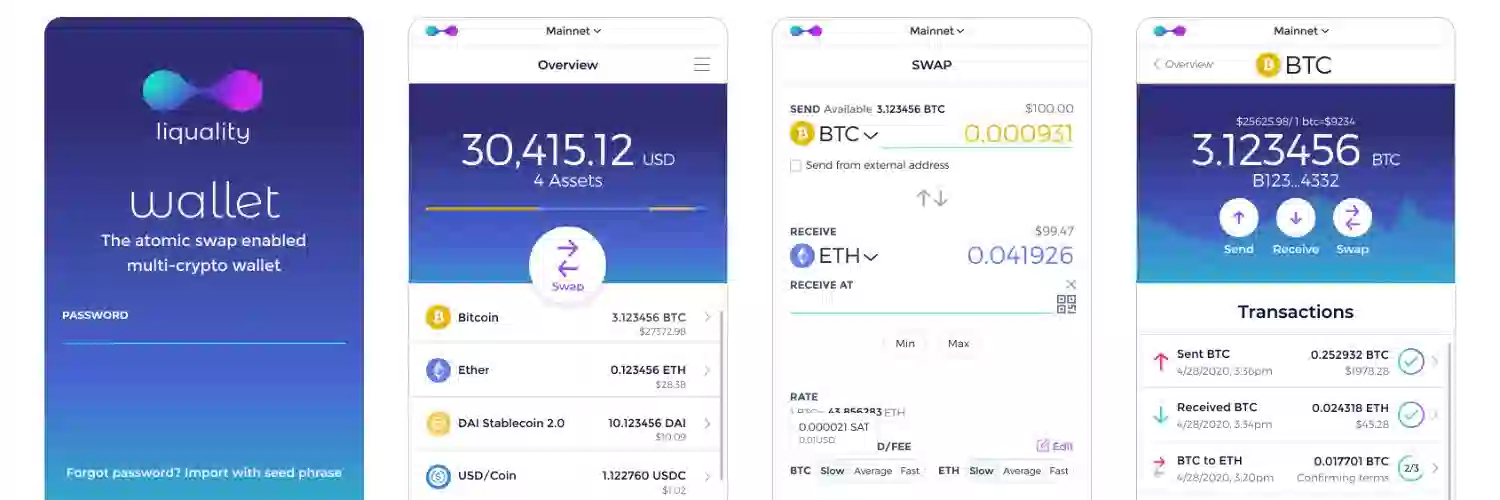 liquality
wallet
The atomic swap enabled
multi-crypto wallet
PASSWORD
Forgot password? Import with seed phrase
Mainnet
Overview
30,415.12 USD
4 Assets
Swap
Bitcoin 3.123456 BTC
$27372.98
Ether 0.123456 ETH
$28.38
DAI Stablecoin 2.0 10.123456 DAI
$10.09
USD/Coin 1.122760 USDC
$1.02
Mainnet
SWAP
SEND Available 3.123456 BTC $100.00
BTC 0.000931
Send from external address
RECEIVE $99.47
ETH 0.041926
RECEIVE AT
Min Max
RATE
43.856283 ETH
0.000021 SAT
0.01USD
D/FEE Edit
BTC Slow Average Fast ETH Slow Average Fast
Mainnet
Overview BTC
$25625.98/1 btc=$9234
3.123456 BTC
B123...4332
Send Receive Swap
Transactions
Sent BTC 0.252932 BTC
4/28/2020, 3:36pm $1978.28
Received BTC 0.024318 ETH
4/28/2020, 3:34pm $45.28
BTC to ETH 0.017701 BTC 2/3
4/28/2020, 3:20pm Confirming terms